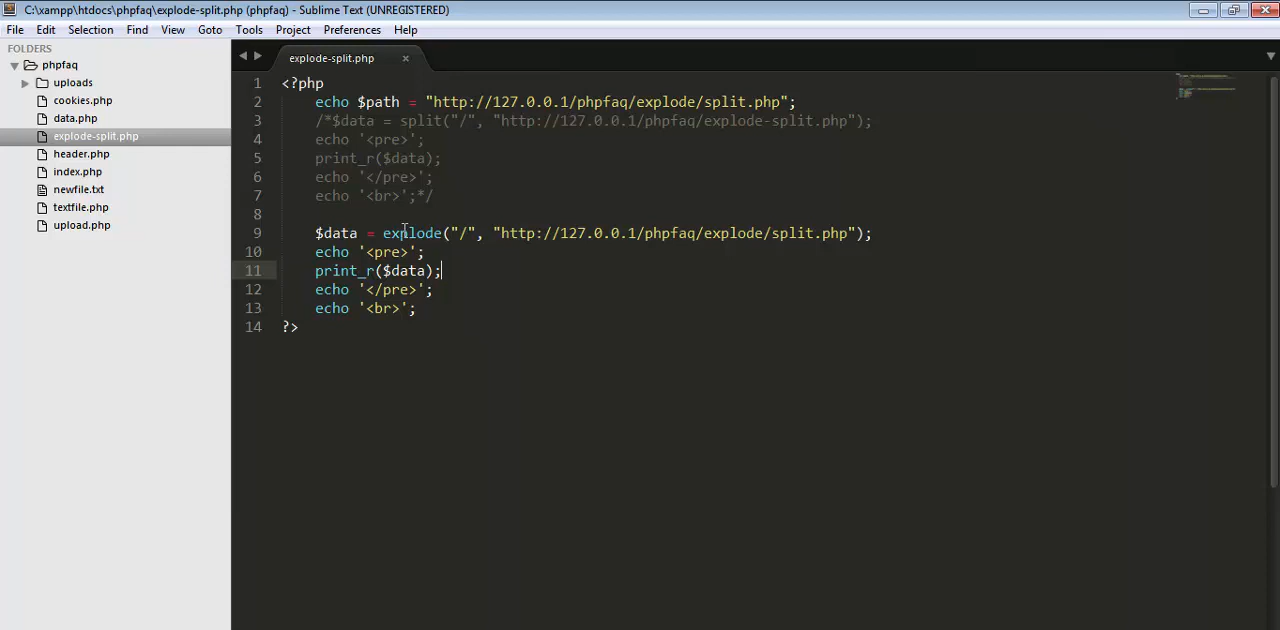 C:\xampp\htdocs\phpfaq\explode-split.php (phpfaq) - Sublime Text (UNREGISTERED)
File Edit Selection Find View Goto Tools Project Preferences Help
FOLDERS
phpfaq
uploads
cookies.php
data.php
explode-split.php
header.php
index.php
newfile.txt
textfile.php
upload.php
explode-split.php
1 <?php
2 echo $path = "http://127.0.0.1/phpfaq/explode/split.php";
3 /*$data = split("/", "http://127.0.0.1/phpfaq/explode-split.php");
4 echo '<pre>';
5 print_r($data);
6 echo '</pre>';
7 echo '<br>';*/
8
9 $data = explode("/", "http://127.0.0.1/phpfaq/explode/split.php");
10 echo '<pre>';
11 print_r($data);
12 echo '</pre>';
13 echo '<br>';
14 ?>